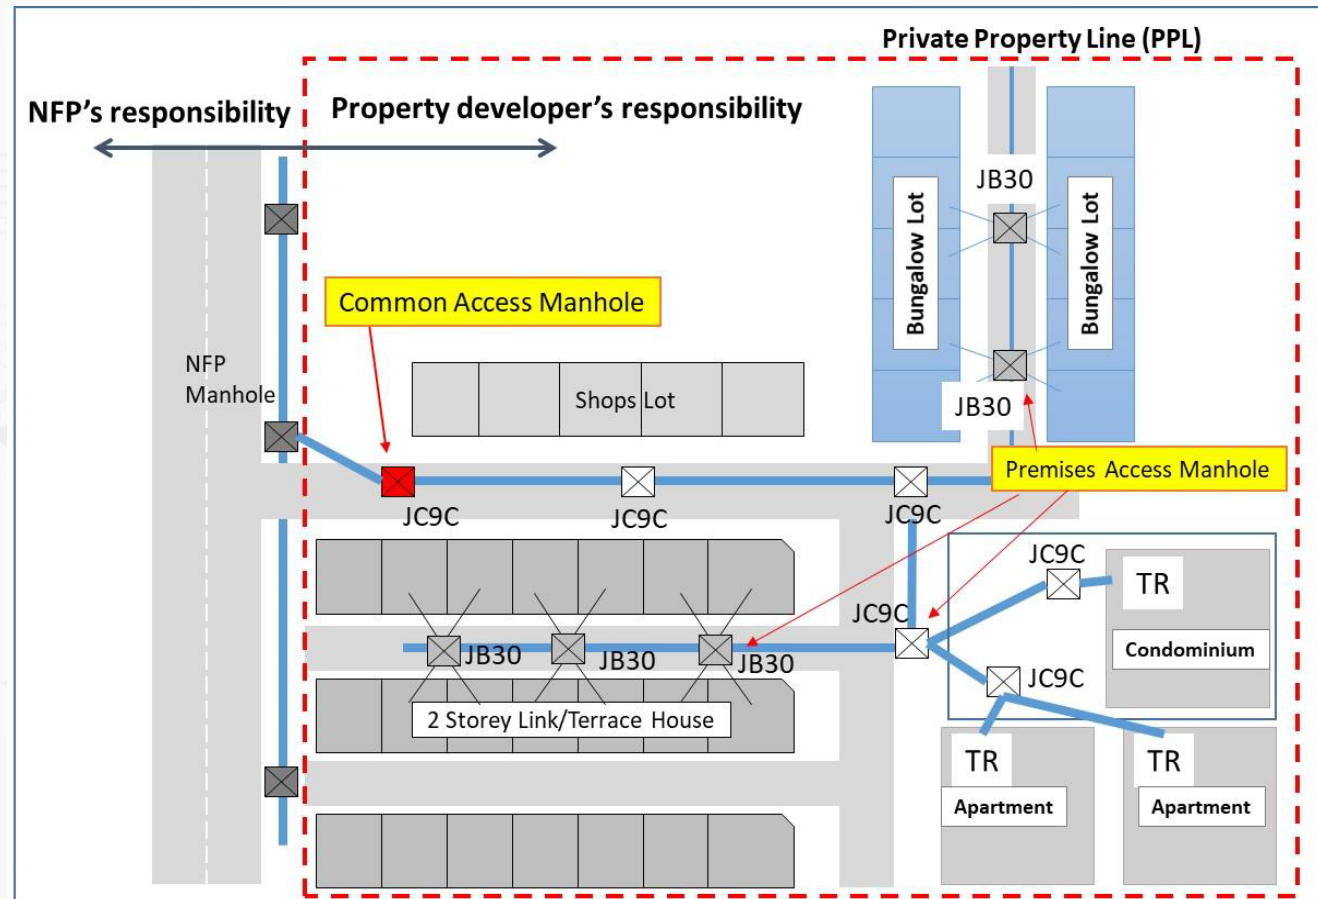 Private Property Line (PPL)
NFP's responsibility
Property developer's responsibility
JB30
Bungalow Lot
Bungalow Lot
Common Access Manhole
NFP
Manhole
Shops Lot
JB30
Premises Access Manhole
JC9C
JC9C
JC9C
JC9C
TR
JC9C
Condominium
JB30
JB30
JB30
JC9C
2 Storey Link/Terrace House
TR
TR
Apartment
Apartment